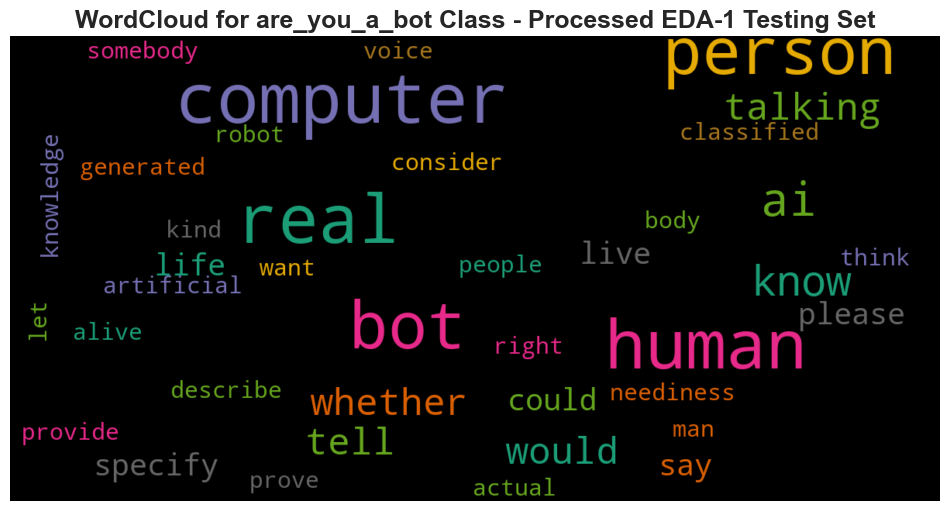 WordCloud for are_you_a_bot Class - Processed EDA-1 Testing Set
somebody
voice
person
computer
talking
robot
classified
generated
consider
knowledge
real
ai
kind
body
life
want
people
live
think
artificial
know
let
alive
bot
right
human
please
describe
whether
could
neediness
provide
tell
would
man
specify
prove
say
actual